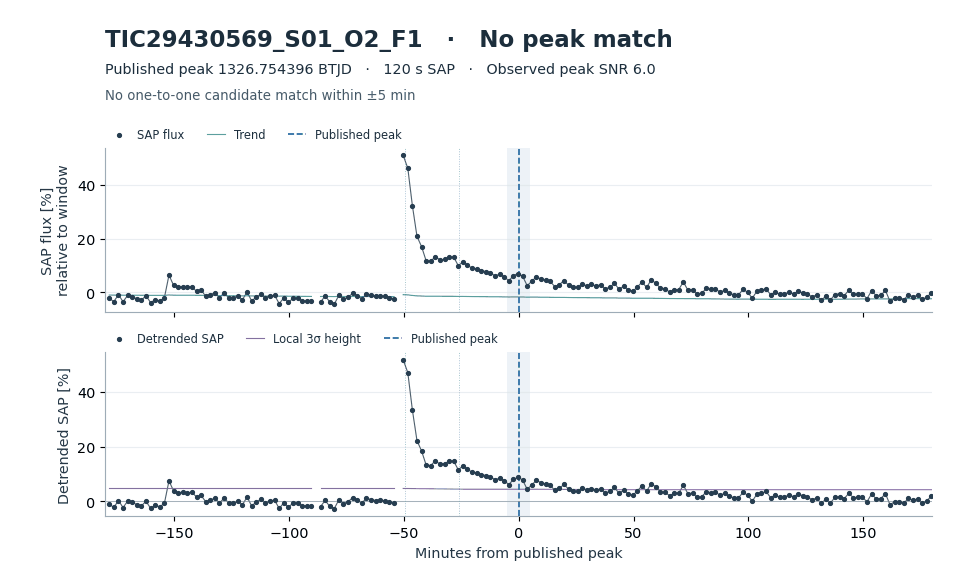 TIC29430569_S01_O2_F1 · No peak match
Published peak 1326.754396 BTJD · 120 s SAP · Observed peak SNR 6.0
No one-to-one candidate match within ±5 min
SAP flux Trend Published peak
SAP flux [%]
relative to window
40
20
0
Detrended SAP Local 3σ height Published peak
Detrended SAP [%]
40
20
0
−150 −100 −50 0 50 100 150
Minutes from published peak